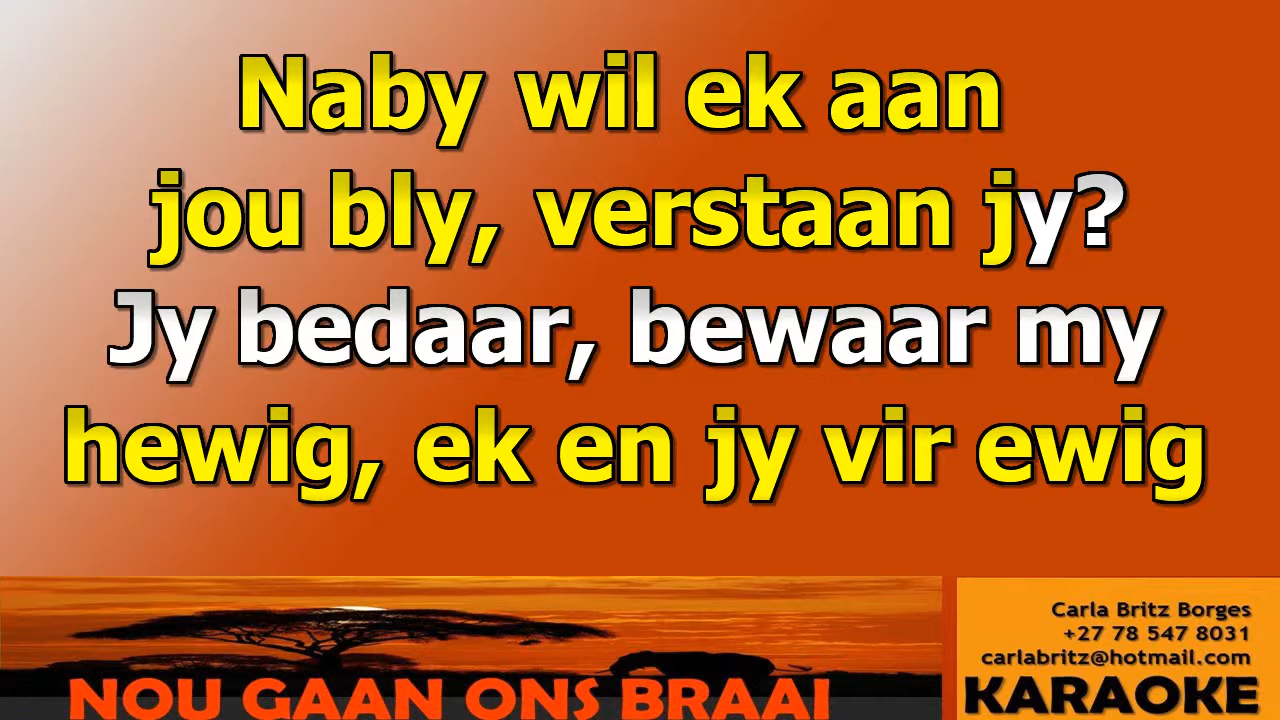 Naby wil ek aan
jou bly, verstaan jy?
Jy bedaar, bewaar my
hewig, ek en jy vir ewig
Carla Britz Borges
+27 78 547 8031
carlabritz@hotmail.com
NOU GAAN ONS BRAAI
KARAOKE